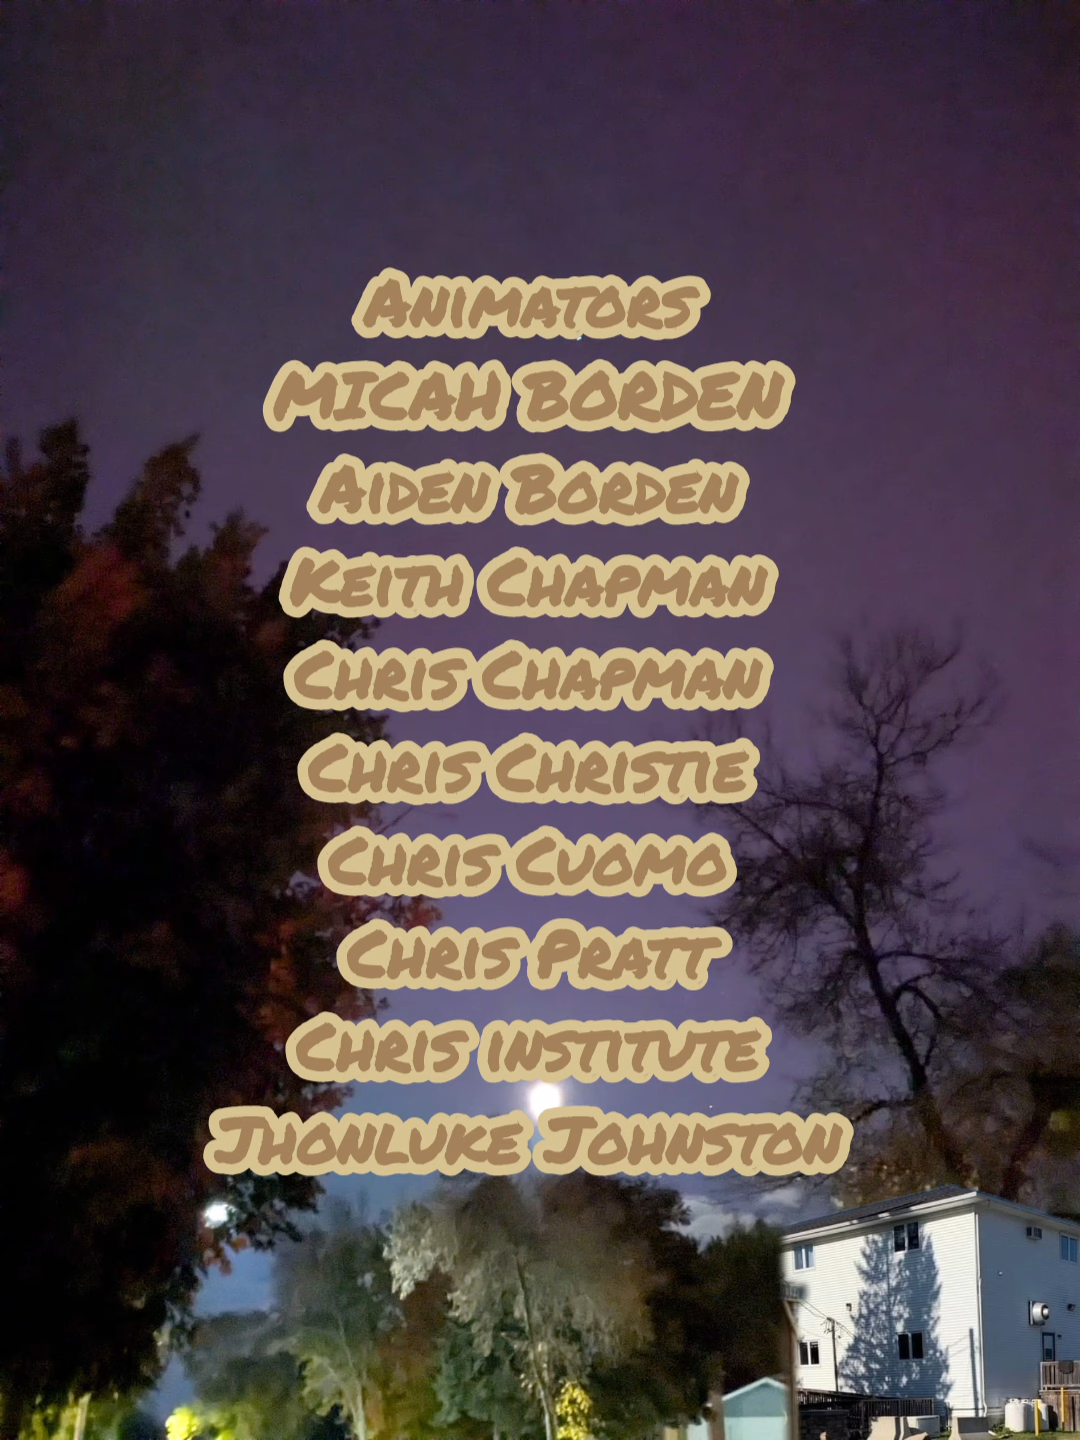 Animators
MICAH BORDEN
Aiden Borden
Keith Chapman
Chris Chapman
Chris Christie
Chris Cuomo
Chris Pratt
Chris institute
Jhonluke Johnston